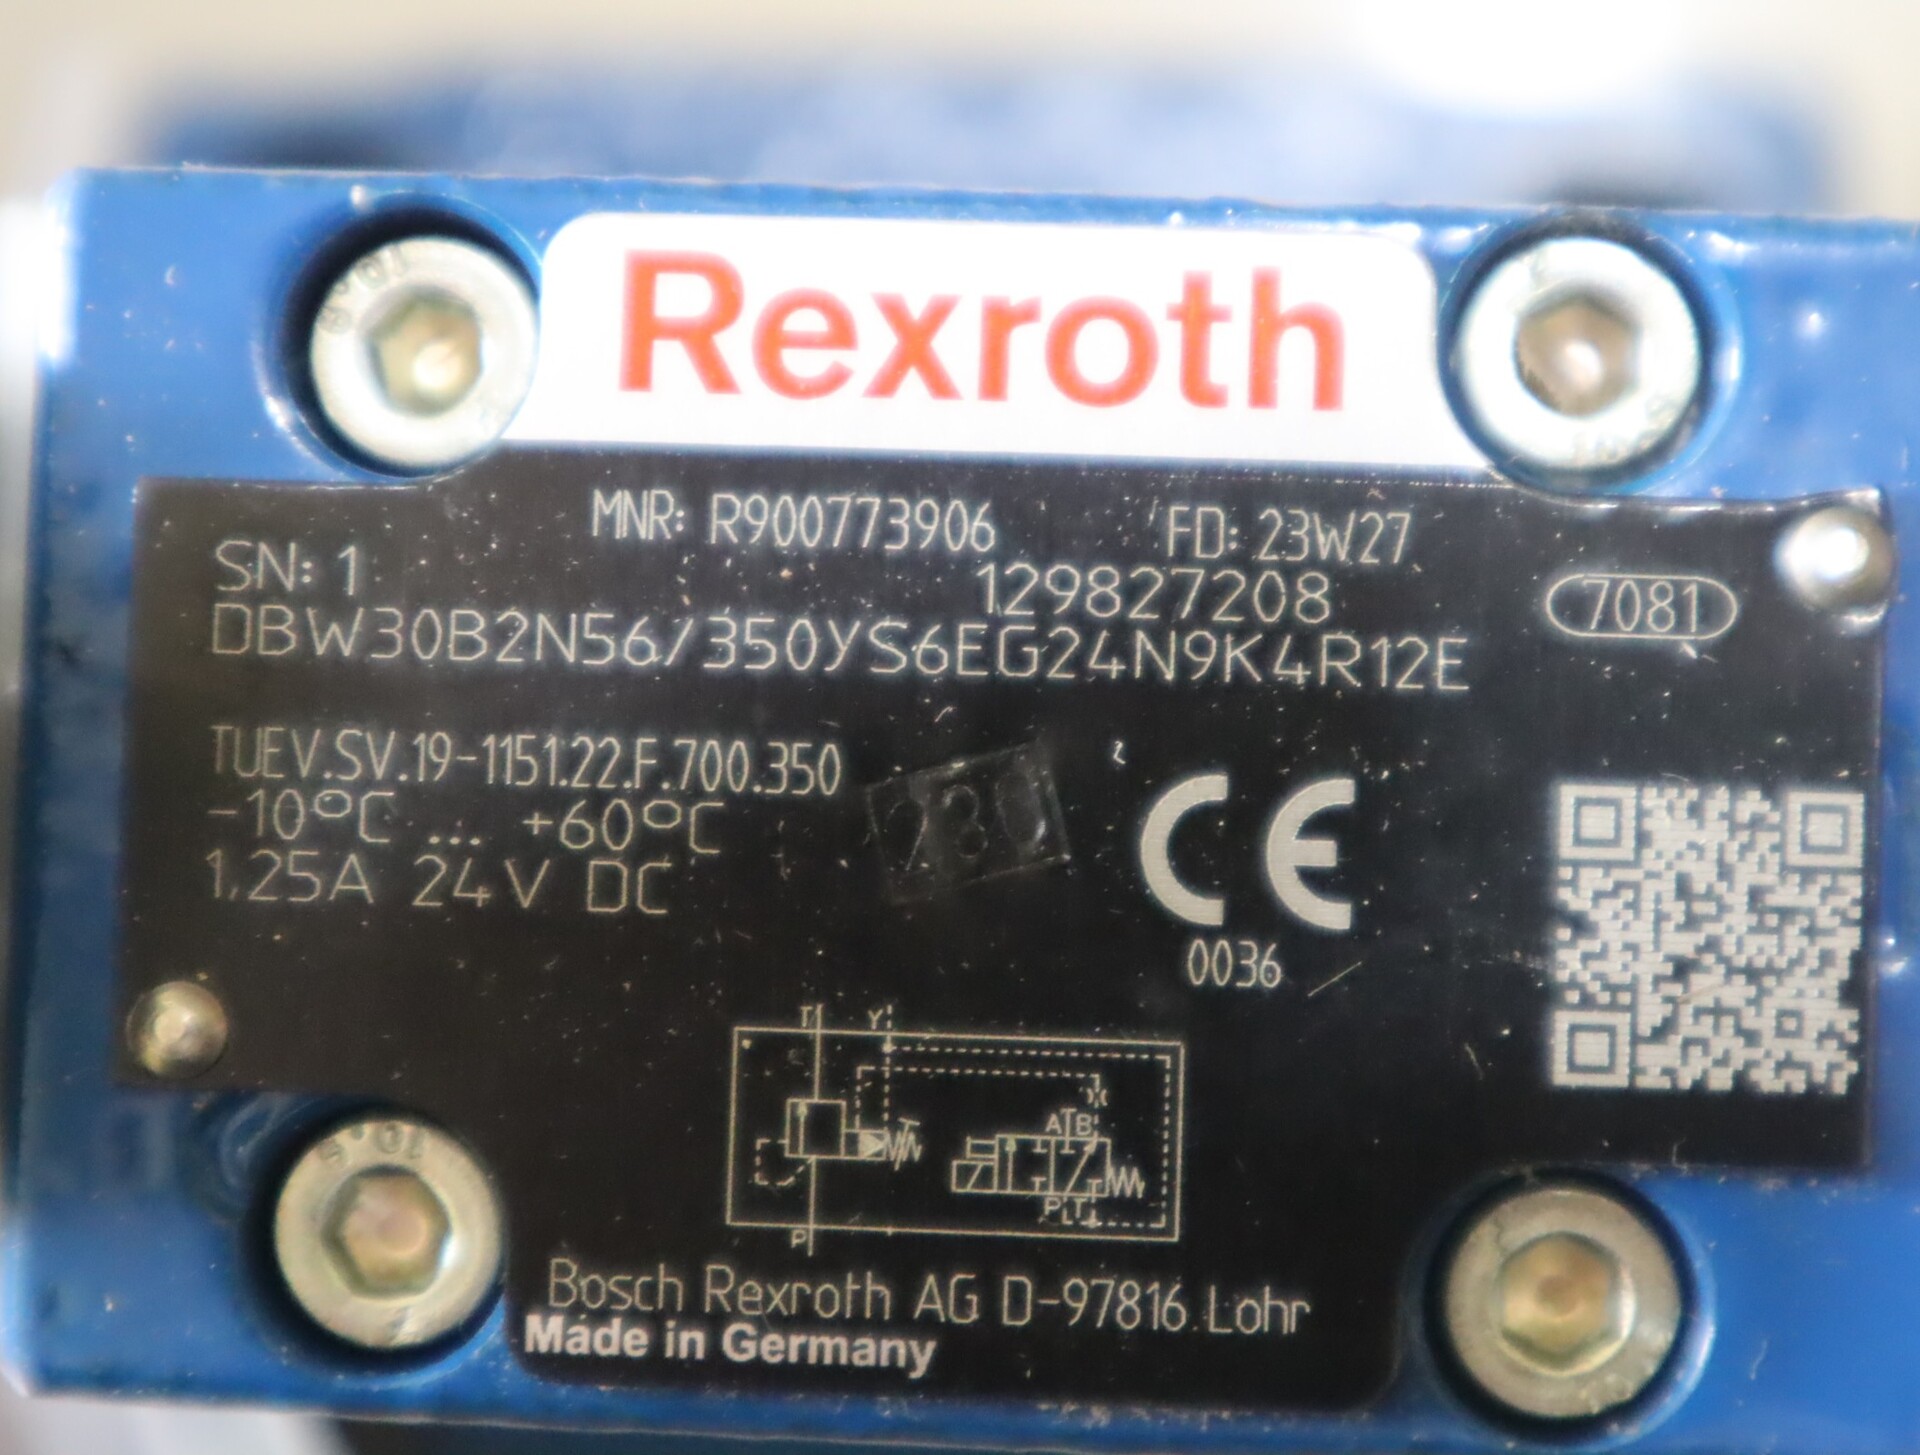 Rexroth
MNR: R900773906 FD: 23W27
SN: 1 129827208 7081
DBW30B2N56/350YS6EG24N9K4R12E
TUEV.SV.19-1151.22.F.700.350
-10°C ... +60°C
1,25A 24V DC
CE
0036
T Y
A B
P T
P
Bosch Rexroth AG D-97816 Lohr
Made in Germany